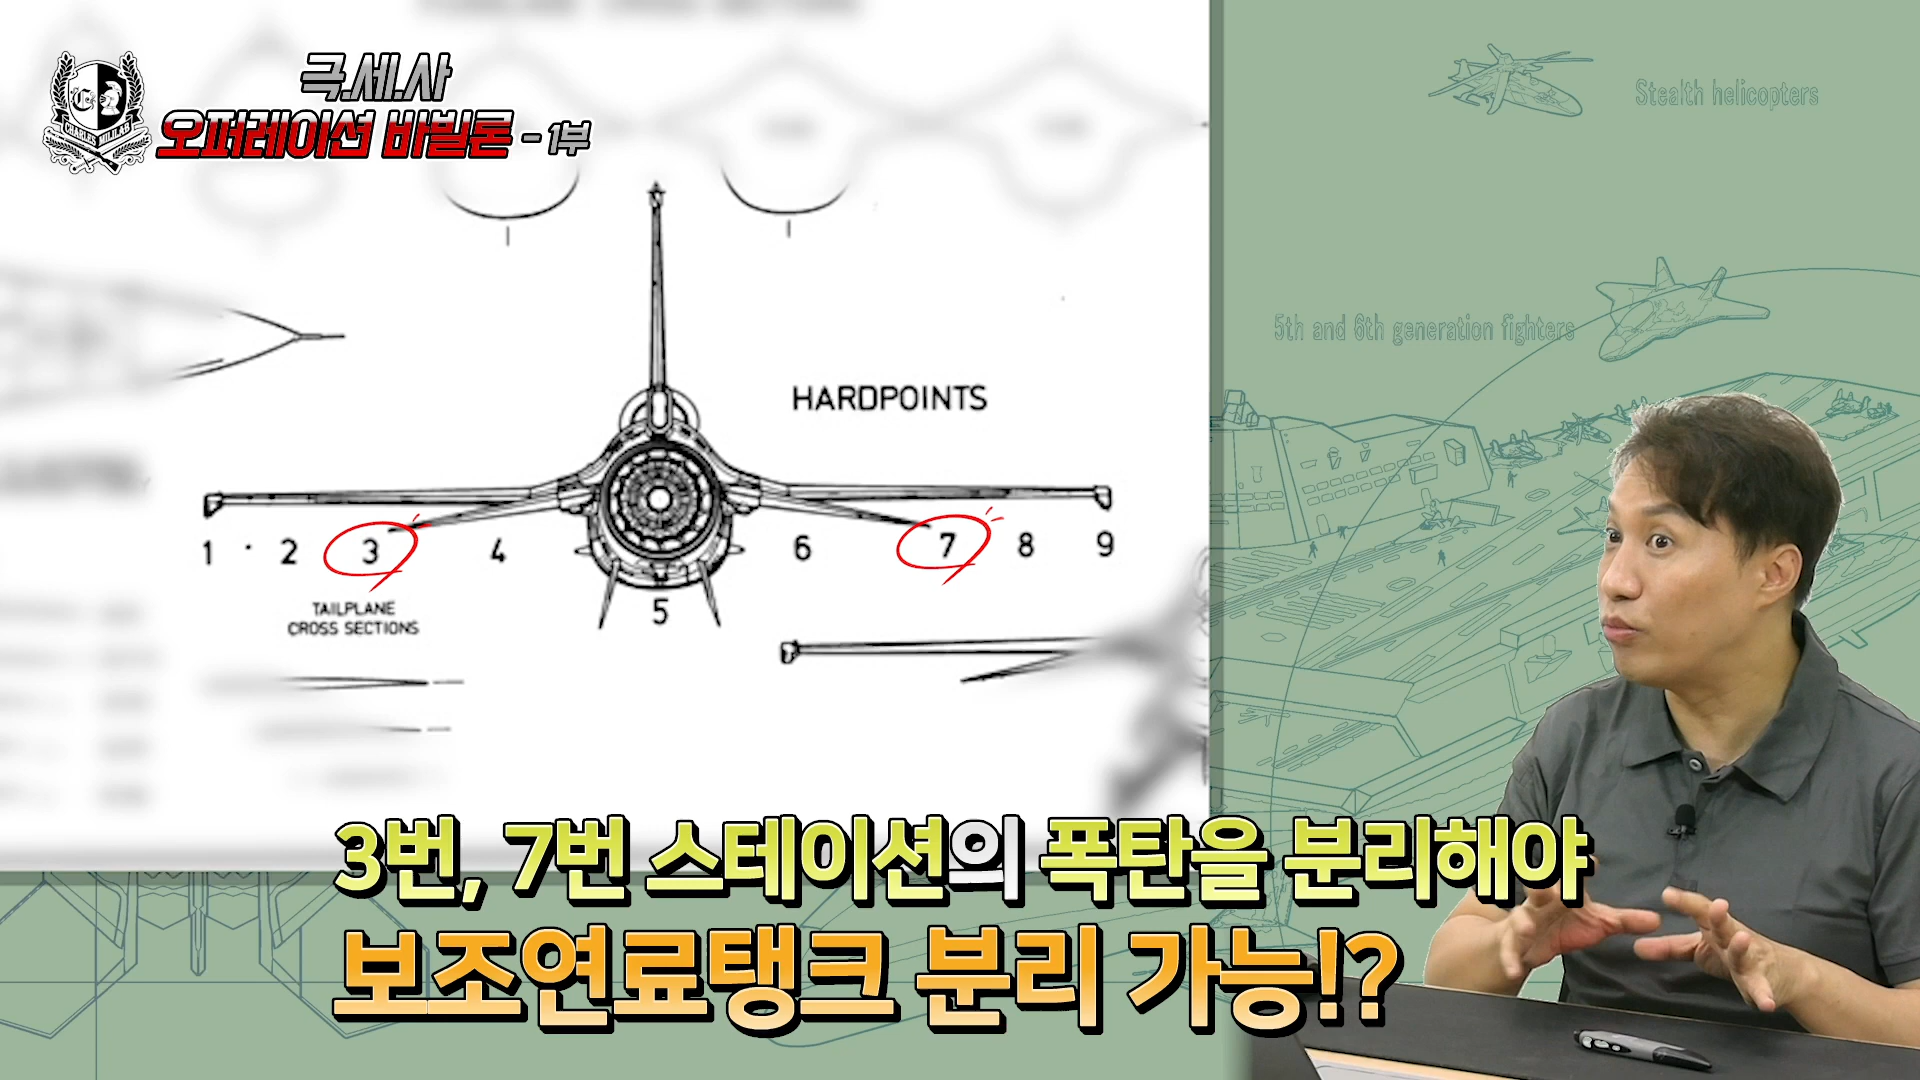 극.세.사
오퍼레이션 바빌론 - 1부
CHARLES MILILAB
Stealth helicopters
5th and 6th generation fighters
HARDPOINTS
1 · 2 3 4 6 7 8 9
5
TAILPLANE
CROSS SECTIONS
3번, 7번 스테이션의 폭탄을 분리해야
보조연료탱크 분리 가능!?